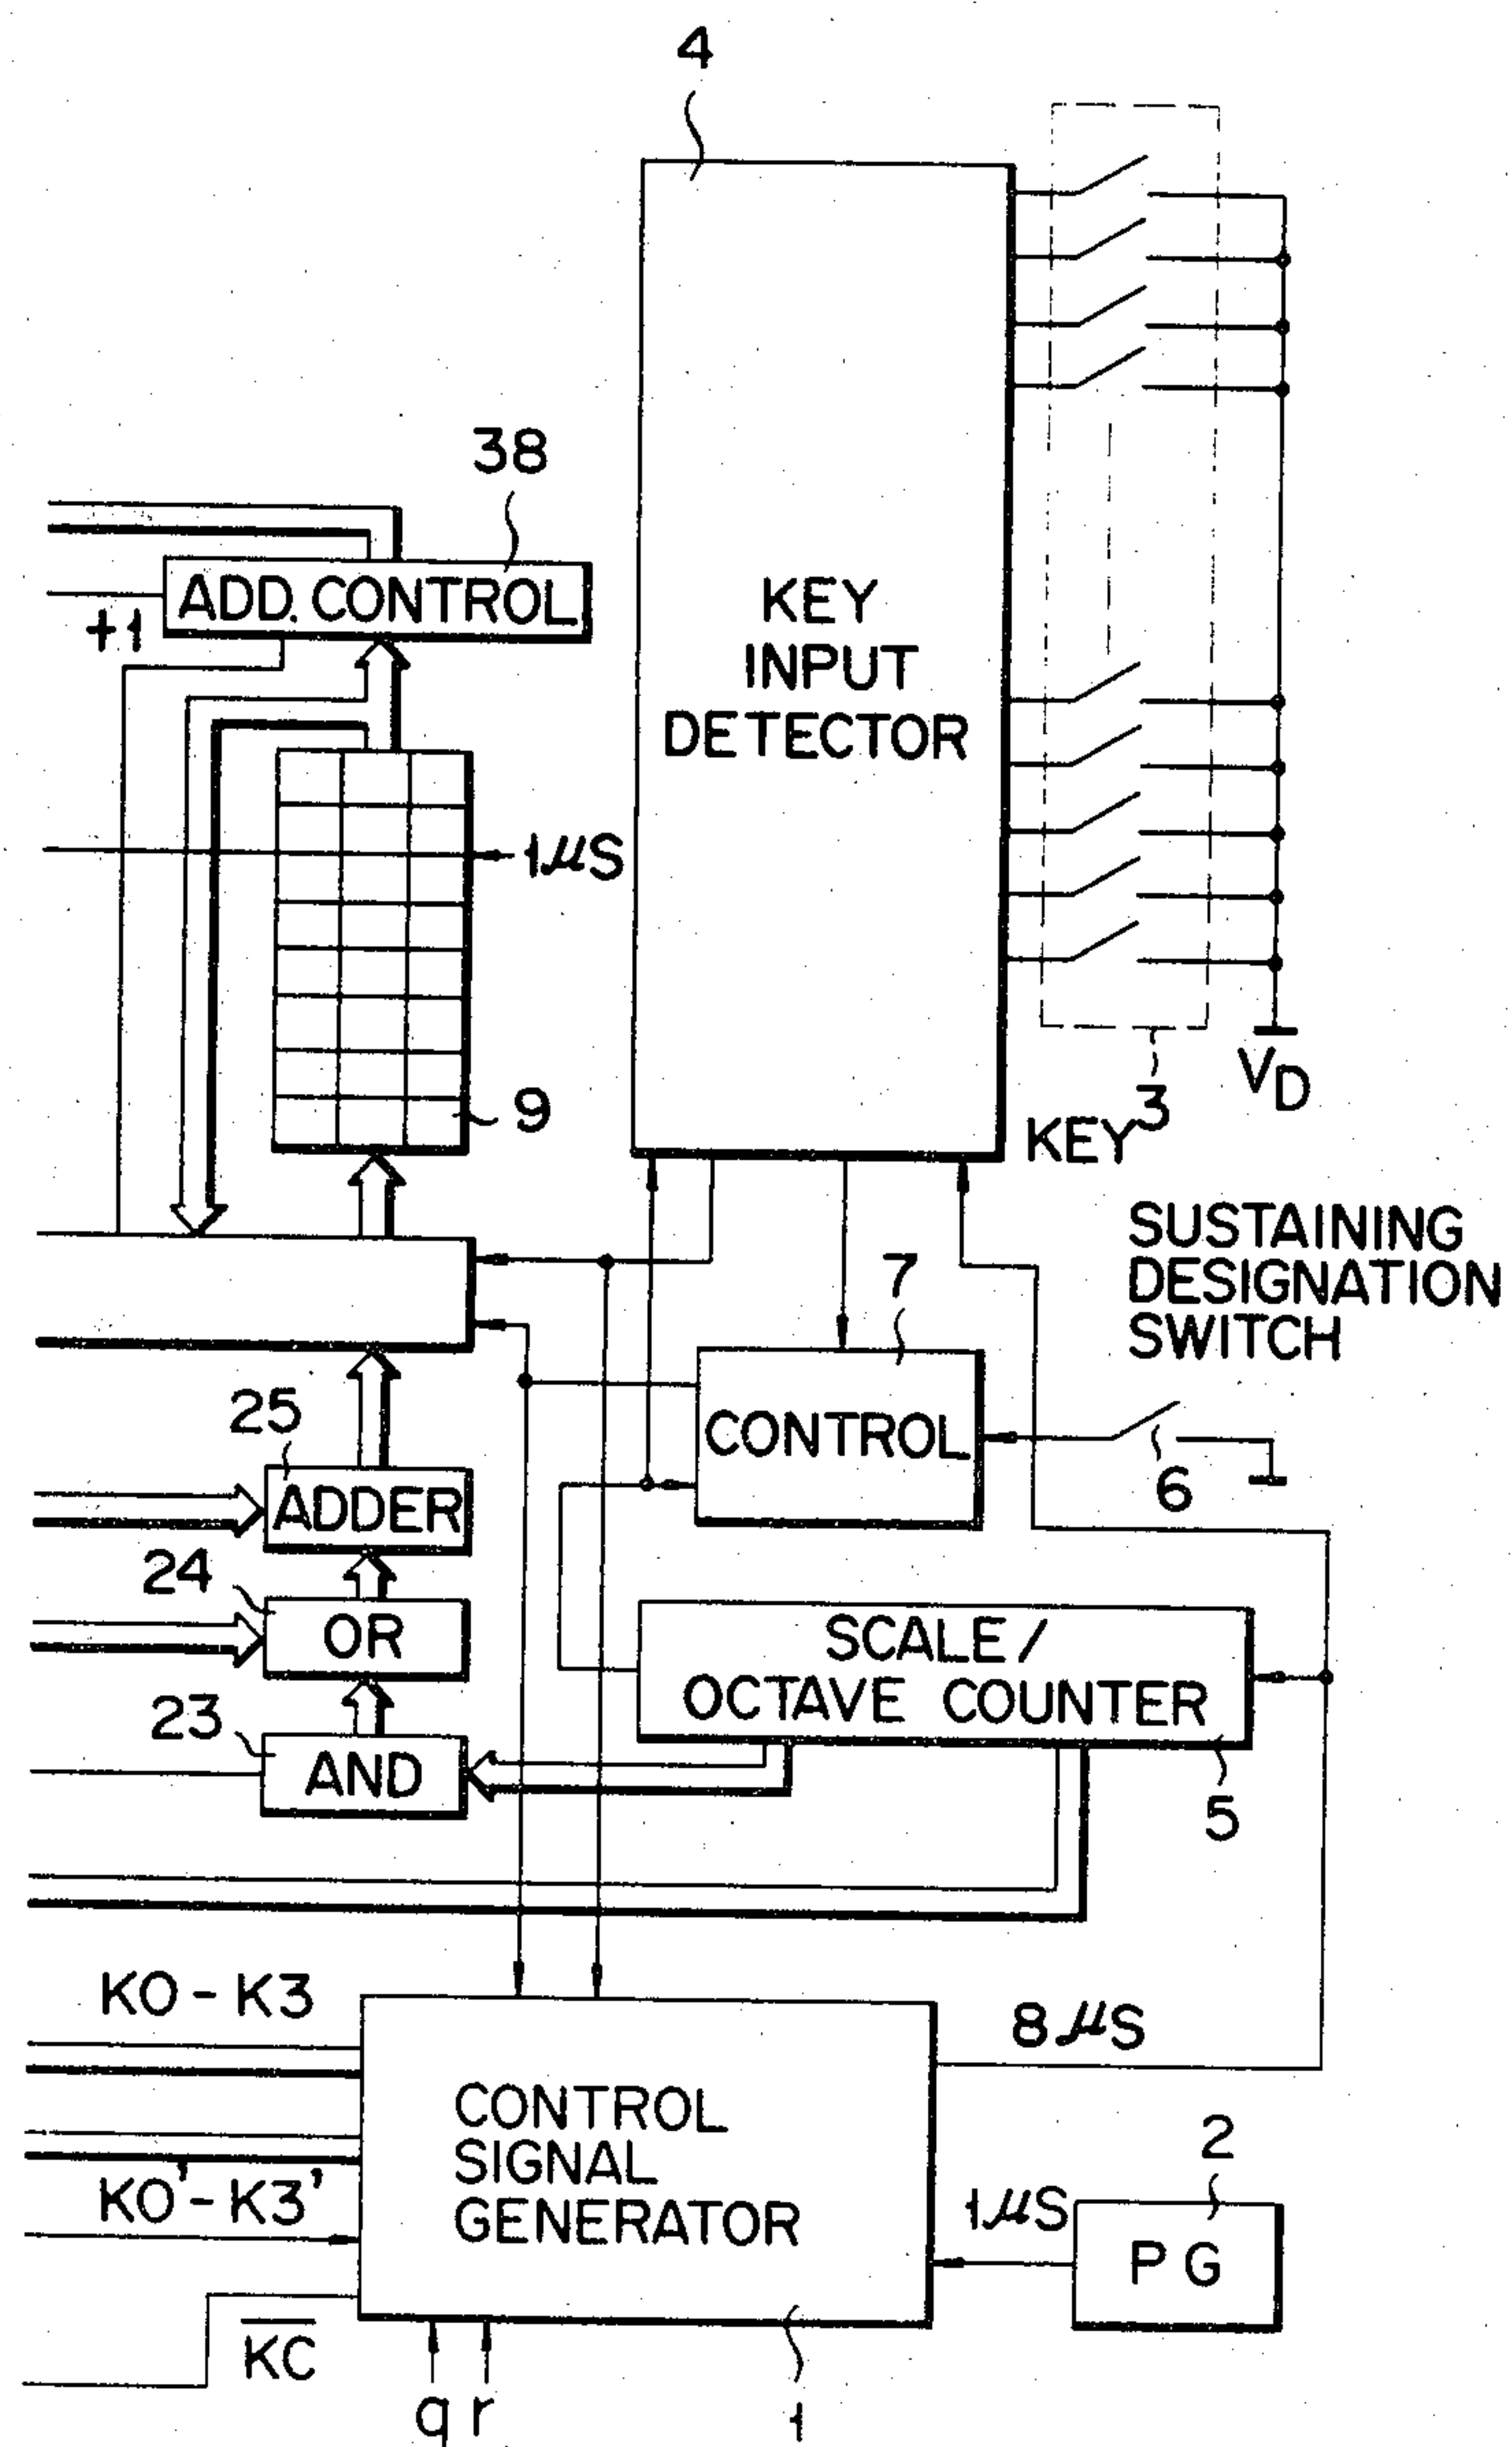 4
38
ADD. CONTROL
+1
KEY
INPUT
DETECTOR
1μS
9
3
VD
KEY
SUSTAINING
DESIGNATION
SWITCH
7
25
CONTROL
6
ADDER
24
OR
SCALE/
OCTAVE COUNTER
23
AND
5
K0-K3
8μS
CONTROL
SIGNAL
GENERATOR
2
K0'-K3'
1μS
PG
KC
q r
1